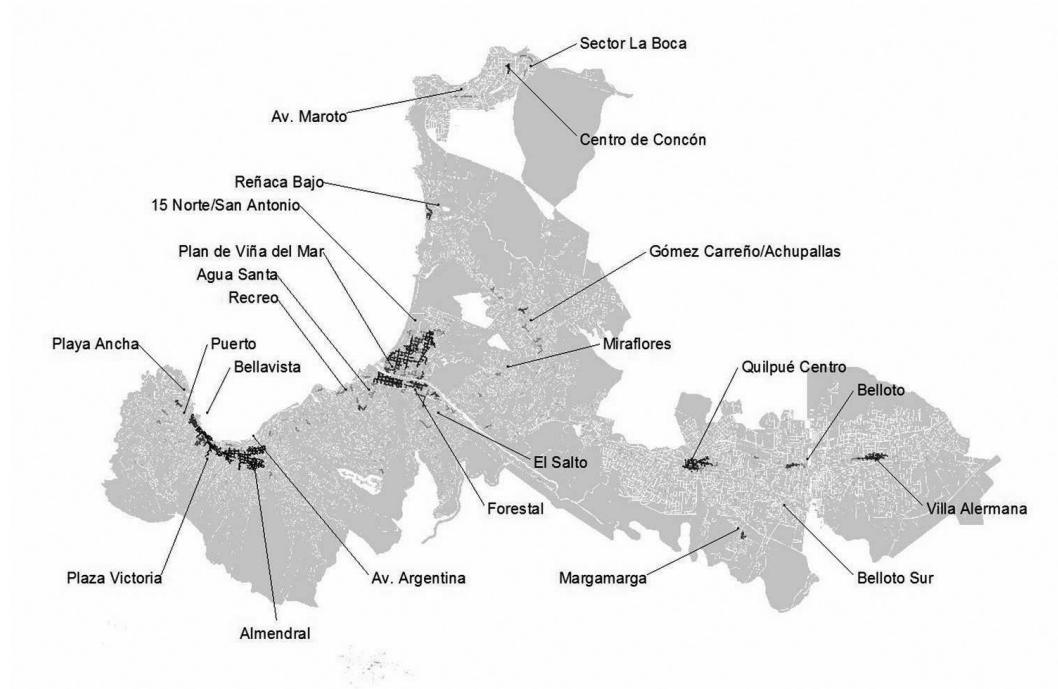 Sector La Boca
Av. Maroto
Centro de Concón
Reñaca Bajo
15 Norte/San Antonio
Plan de Viña del Mar
Gómez Carreño/Achupallas
Agua Santa
Recreo
Playa Ancha
Puerto
Miraflores
Bellavista
Quilpué Centro
Belloto
El Salto
Forestal
Villa Alermana
Plaza Victoria
Av. Argentina
Margamarga
Belloto Sur
Almendral